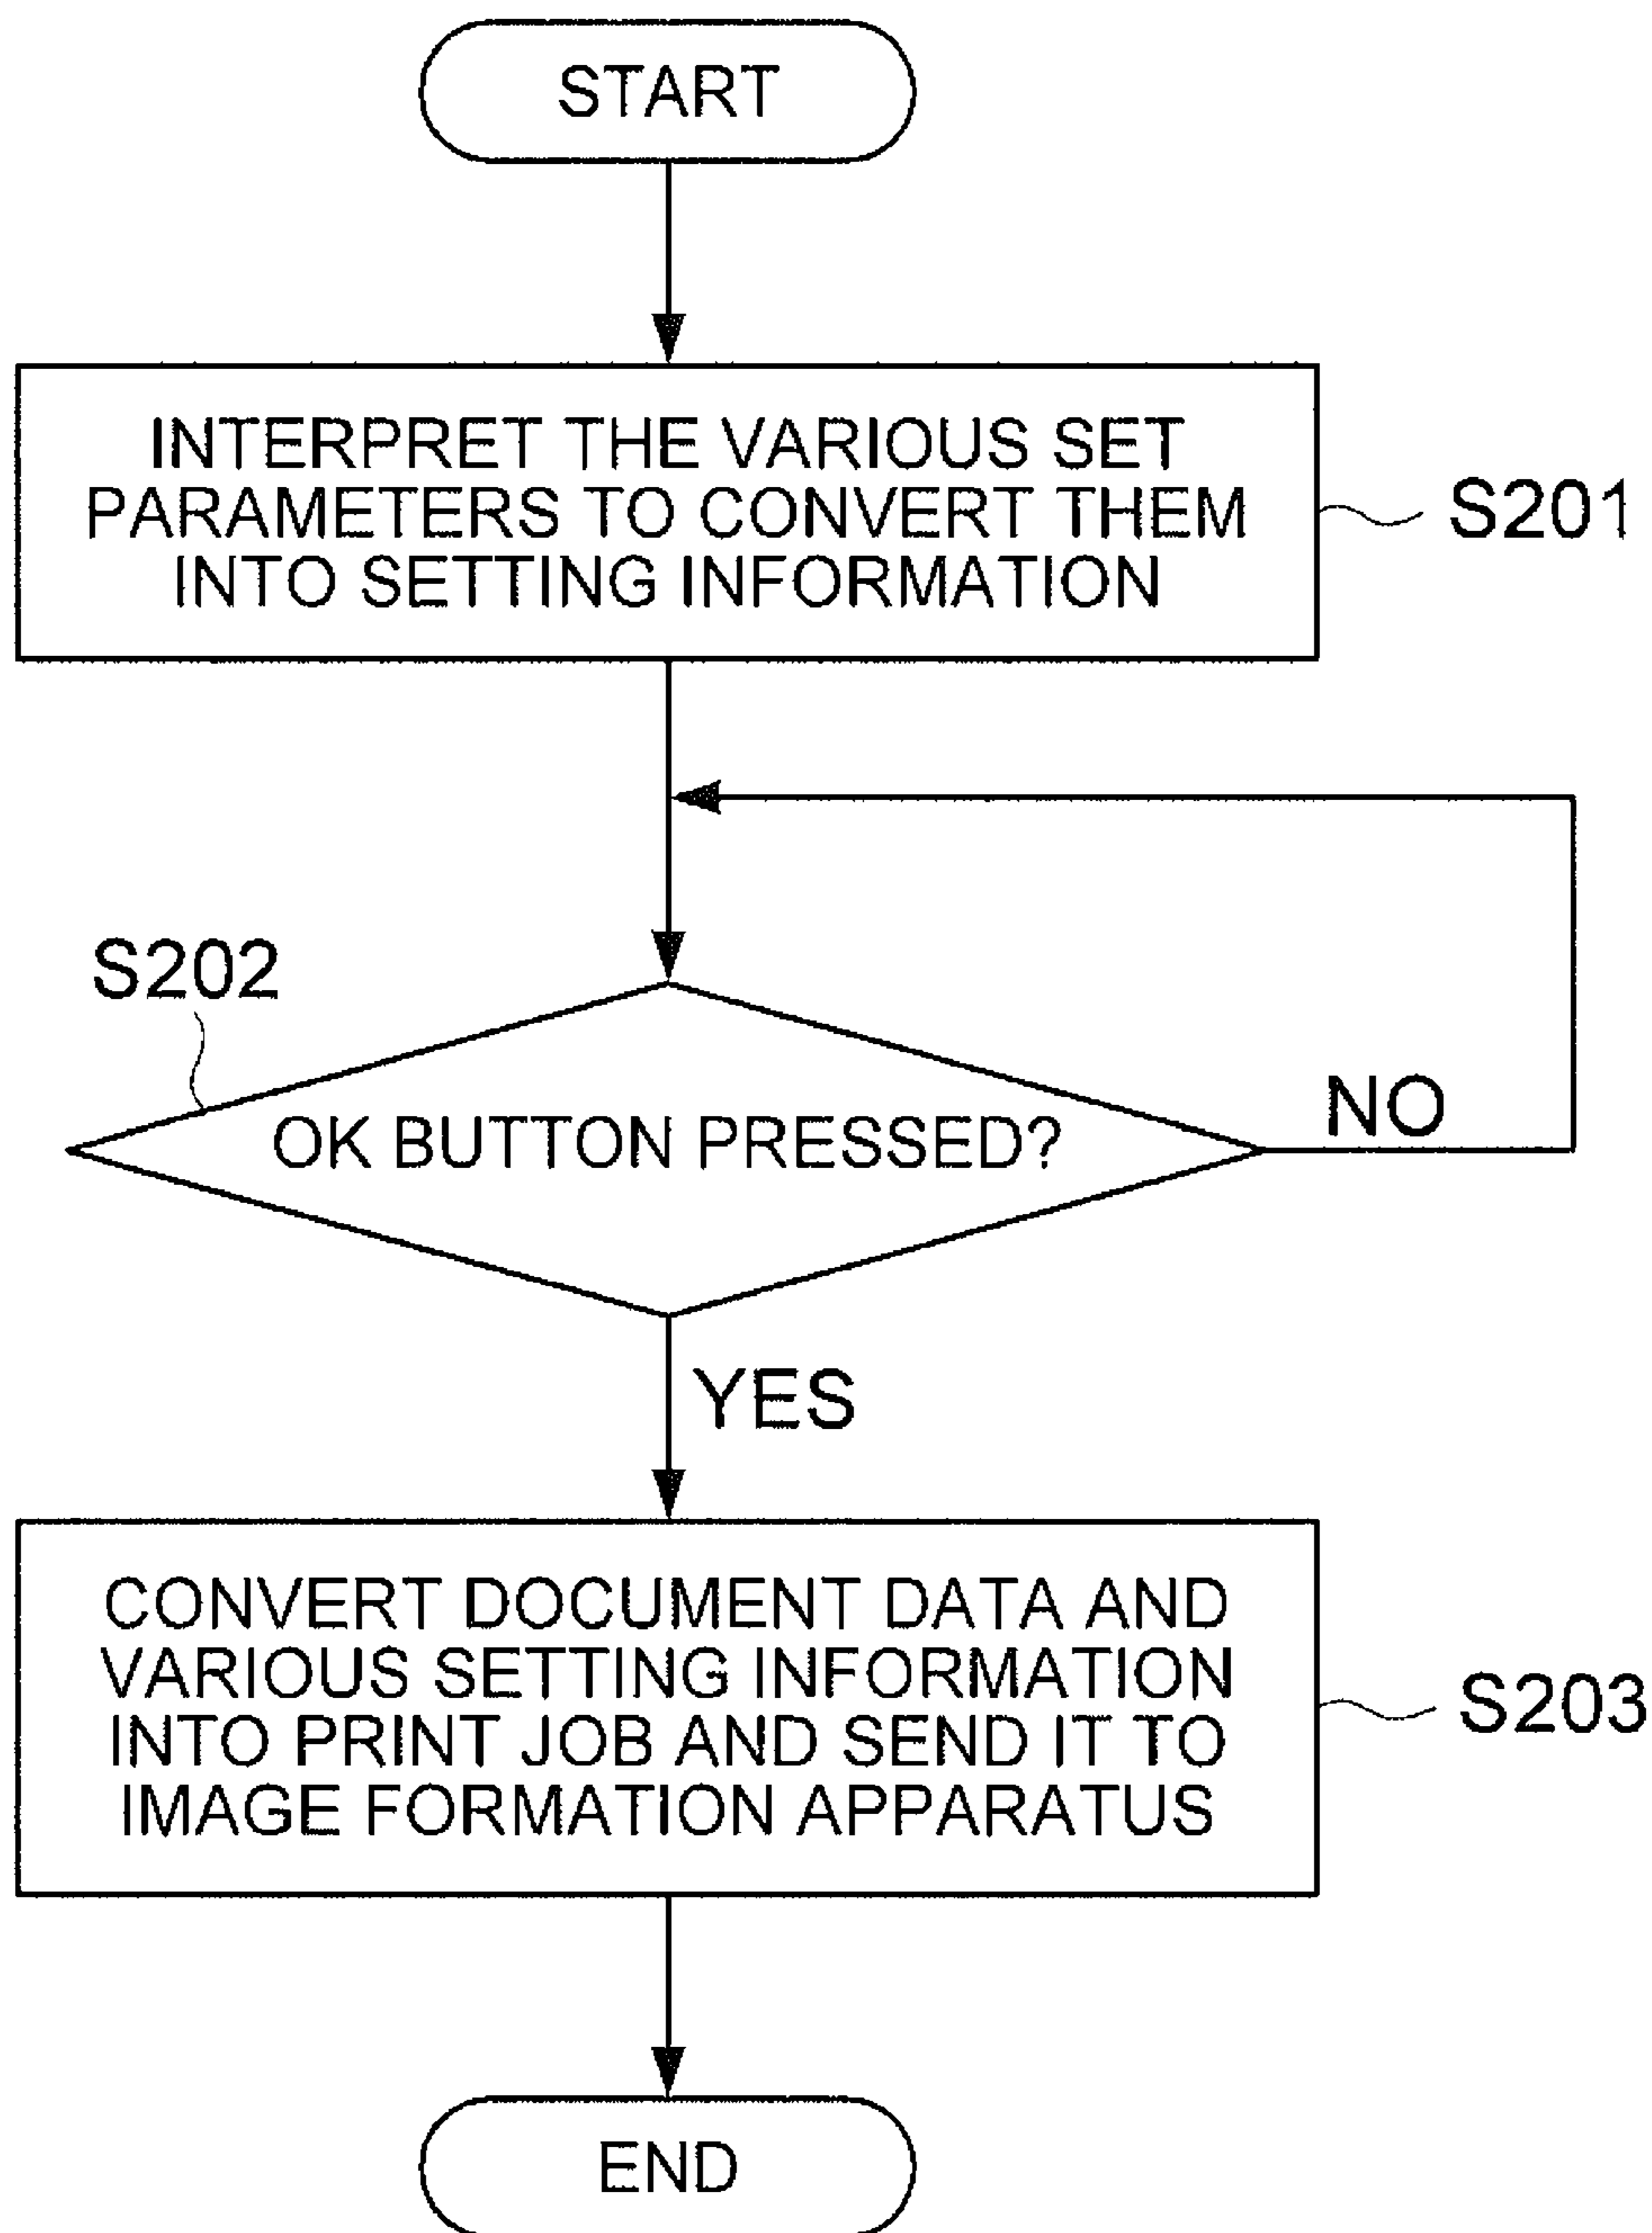 START
INTERPRET THE VARIOUS SET
PARAMETERS TO CONVERT THEM
INTO SETTING INFORMATION
S201
S202
OK BUTTON PRESSED?
NO
YES
CONVERT DOCUMENT DATA AND
VARIOUS SETTING INFORMATION
INTO PRINT JOB AND SEND IT TO
IMAGE FORMATION APPARATUS
S203
END